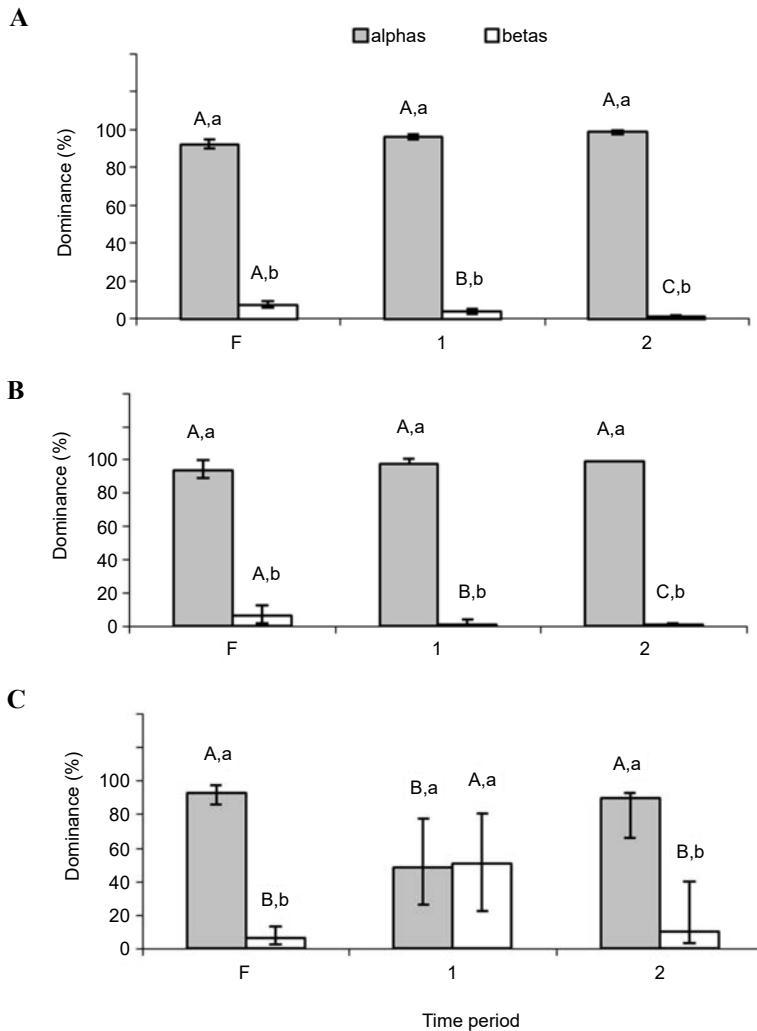 A
alphas betas
Dominance (%)
100
80
60
40
20
0
A,a A,b A,a B,b A,a C,b
F 1 2
B
Dominance (%)
100
80
60
40
20
0
A,a A,b A,a B,b A,a C,b
F 1 2
C
Dominance (%)
100
80
60
40
20
0
A,a B,b B,a A,a A,a B,b
F 1 2
Time period